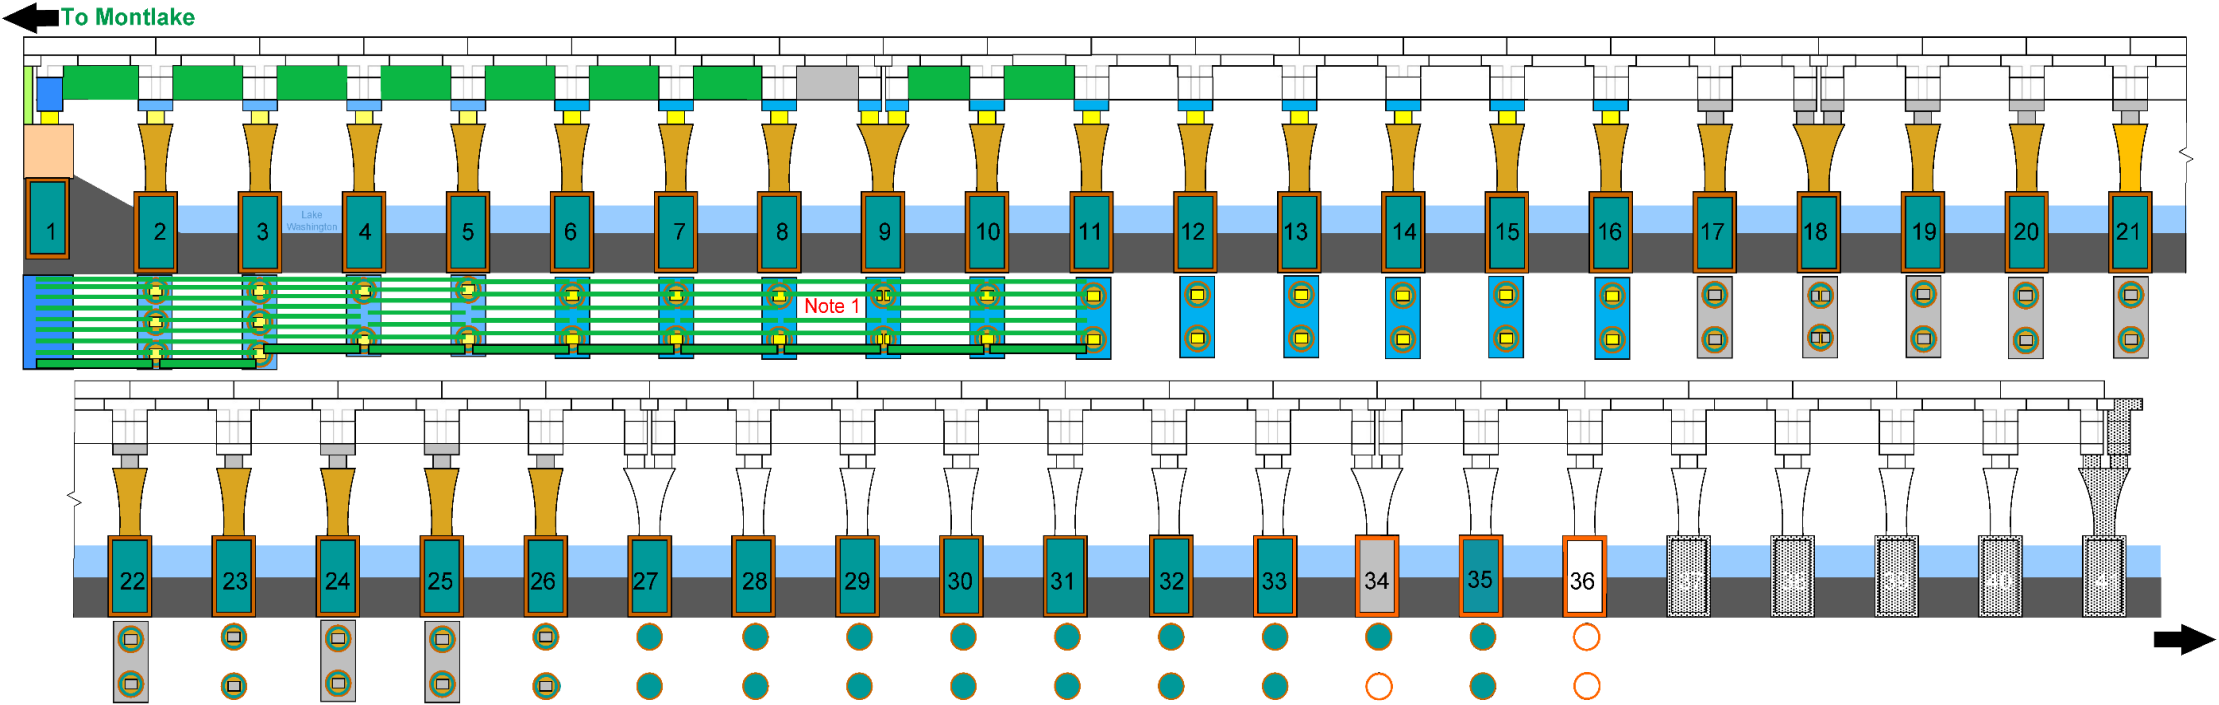 To Montlake
Lake
Washington
1 2 3 4 5 6 7 8 9 10 11 12 13 14 15 16 17 18 19 20 21
Note 1
22 23 24 25 26 27 28 29 30 31 32 33 34 35 36